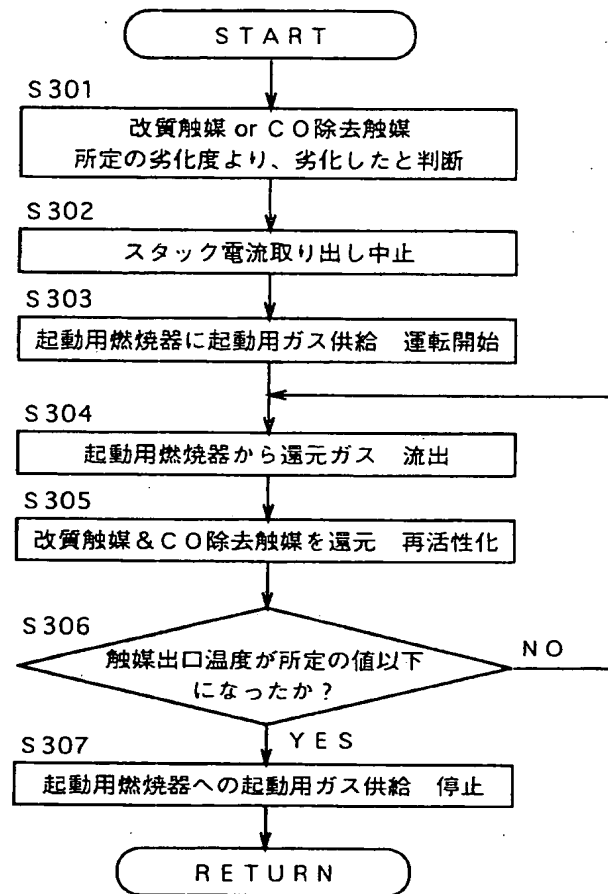 START
S301
改質触媒 or CO除去触媒
所定の劣化度より、劣化したと判断
S302
スタック電流取り出し中止
S303
起動用燃焼器に起動用ガス供給 運転開始
S304
起動用燃焼器から還元ガス 流出
S305
改質触媒&CO除去触媒を還元 再活性化
S306
触媒出口温度が所定の値以下
になったか?
NO
YES
S307
起動用燃焼器への起動用ガス供給 停止
RETURN